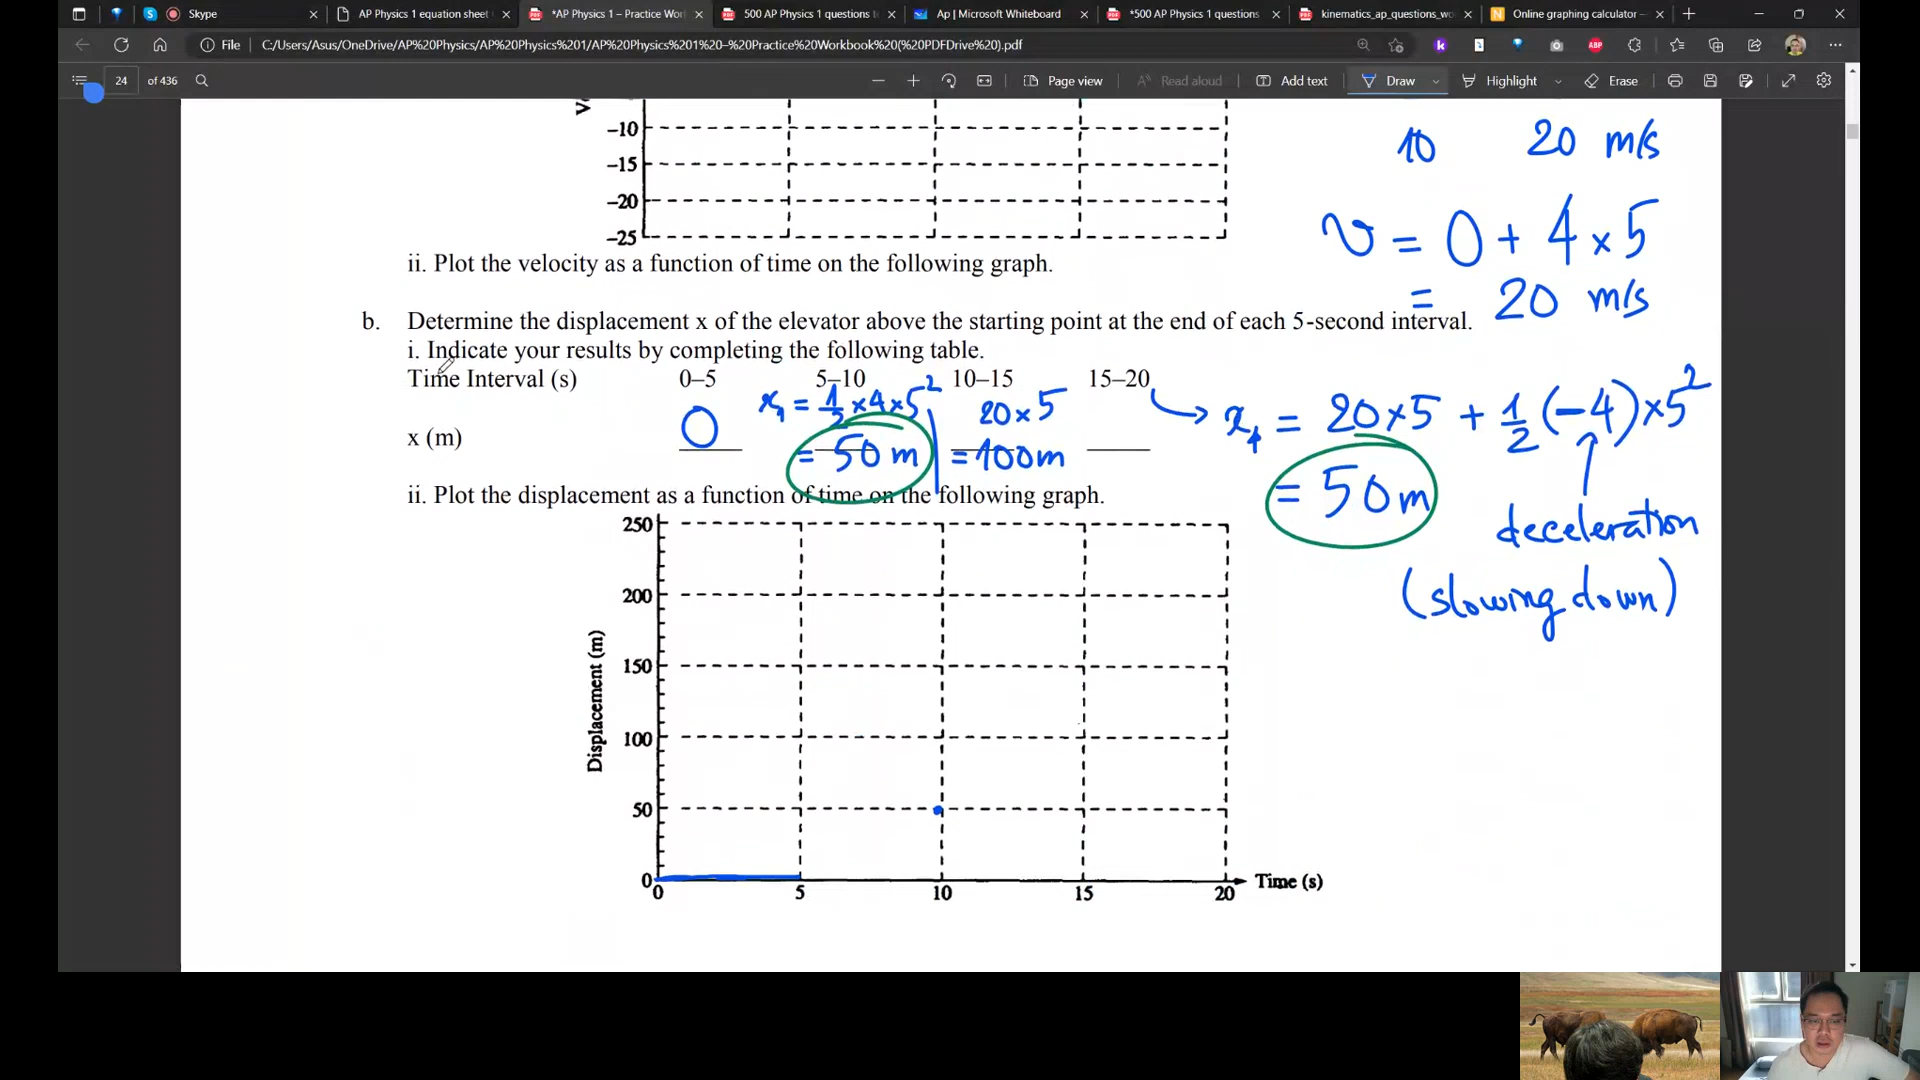 Skype
AP Physics 1 equation sheet
*AP Physics 1 – Practice Wor
500 AP Physics 1 questions t
Ap | Microsoft Whiteboard
*500 AP Physics 1 questions
kinematics_ap_questions_wo
Online graphing calculator –
File C:/Users/Asus/OneDrive/AP%20Physics/AP%20Physics%201/AP%20Physics%201%20–%20Practice%20Workbook%20(%20PDFDrive%20).pdf
24 of 436 Page view Read aloud Add text Draw Highlight Erase
–10
–15
–20
–25
10 20 m/s
v = 0 + 4 × 5
= 20 m/s
ii. Plot the velocity as a function of time on the following graph.
b. Determine the displacement x of the elevator above the starting point at the end of each 5-second interval.
i. Indicate your results by completing the following table.
Time Interval (s) 0–5 5–10 10–15 15–20
x (m) 0
x₁ = 1/2 × 4 × 5²
= 50 m
20 × 5
= 100 m
x₁ = 20 × 5 + 1/2 (–4) × 5²
= 50 m
deceleration
(slowing down)
ii. Plot the displacement as a function of time on the following graph.
250
200
150
100
50
0
Displacement (m)
0 5 10 15 20 Time (s)